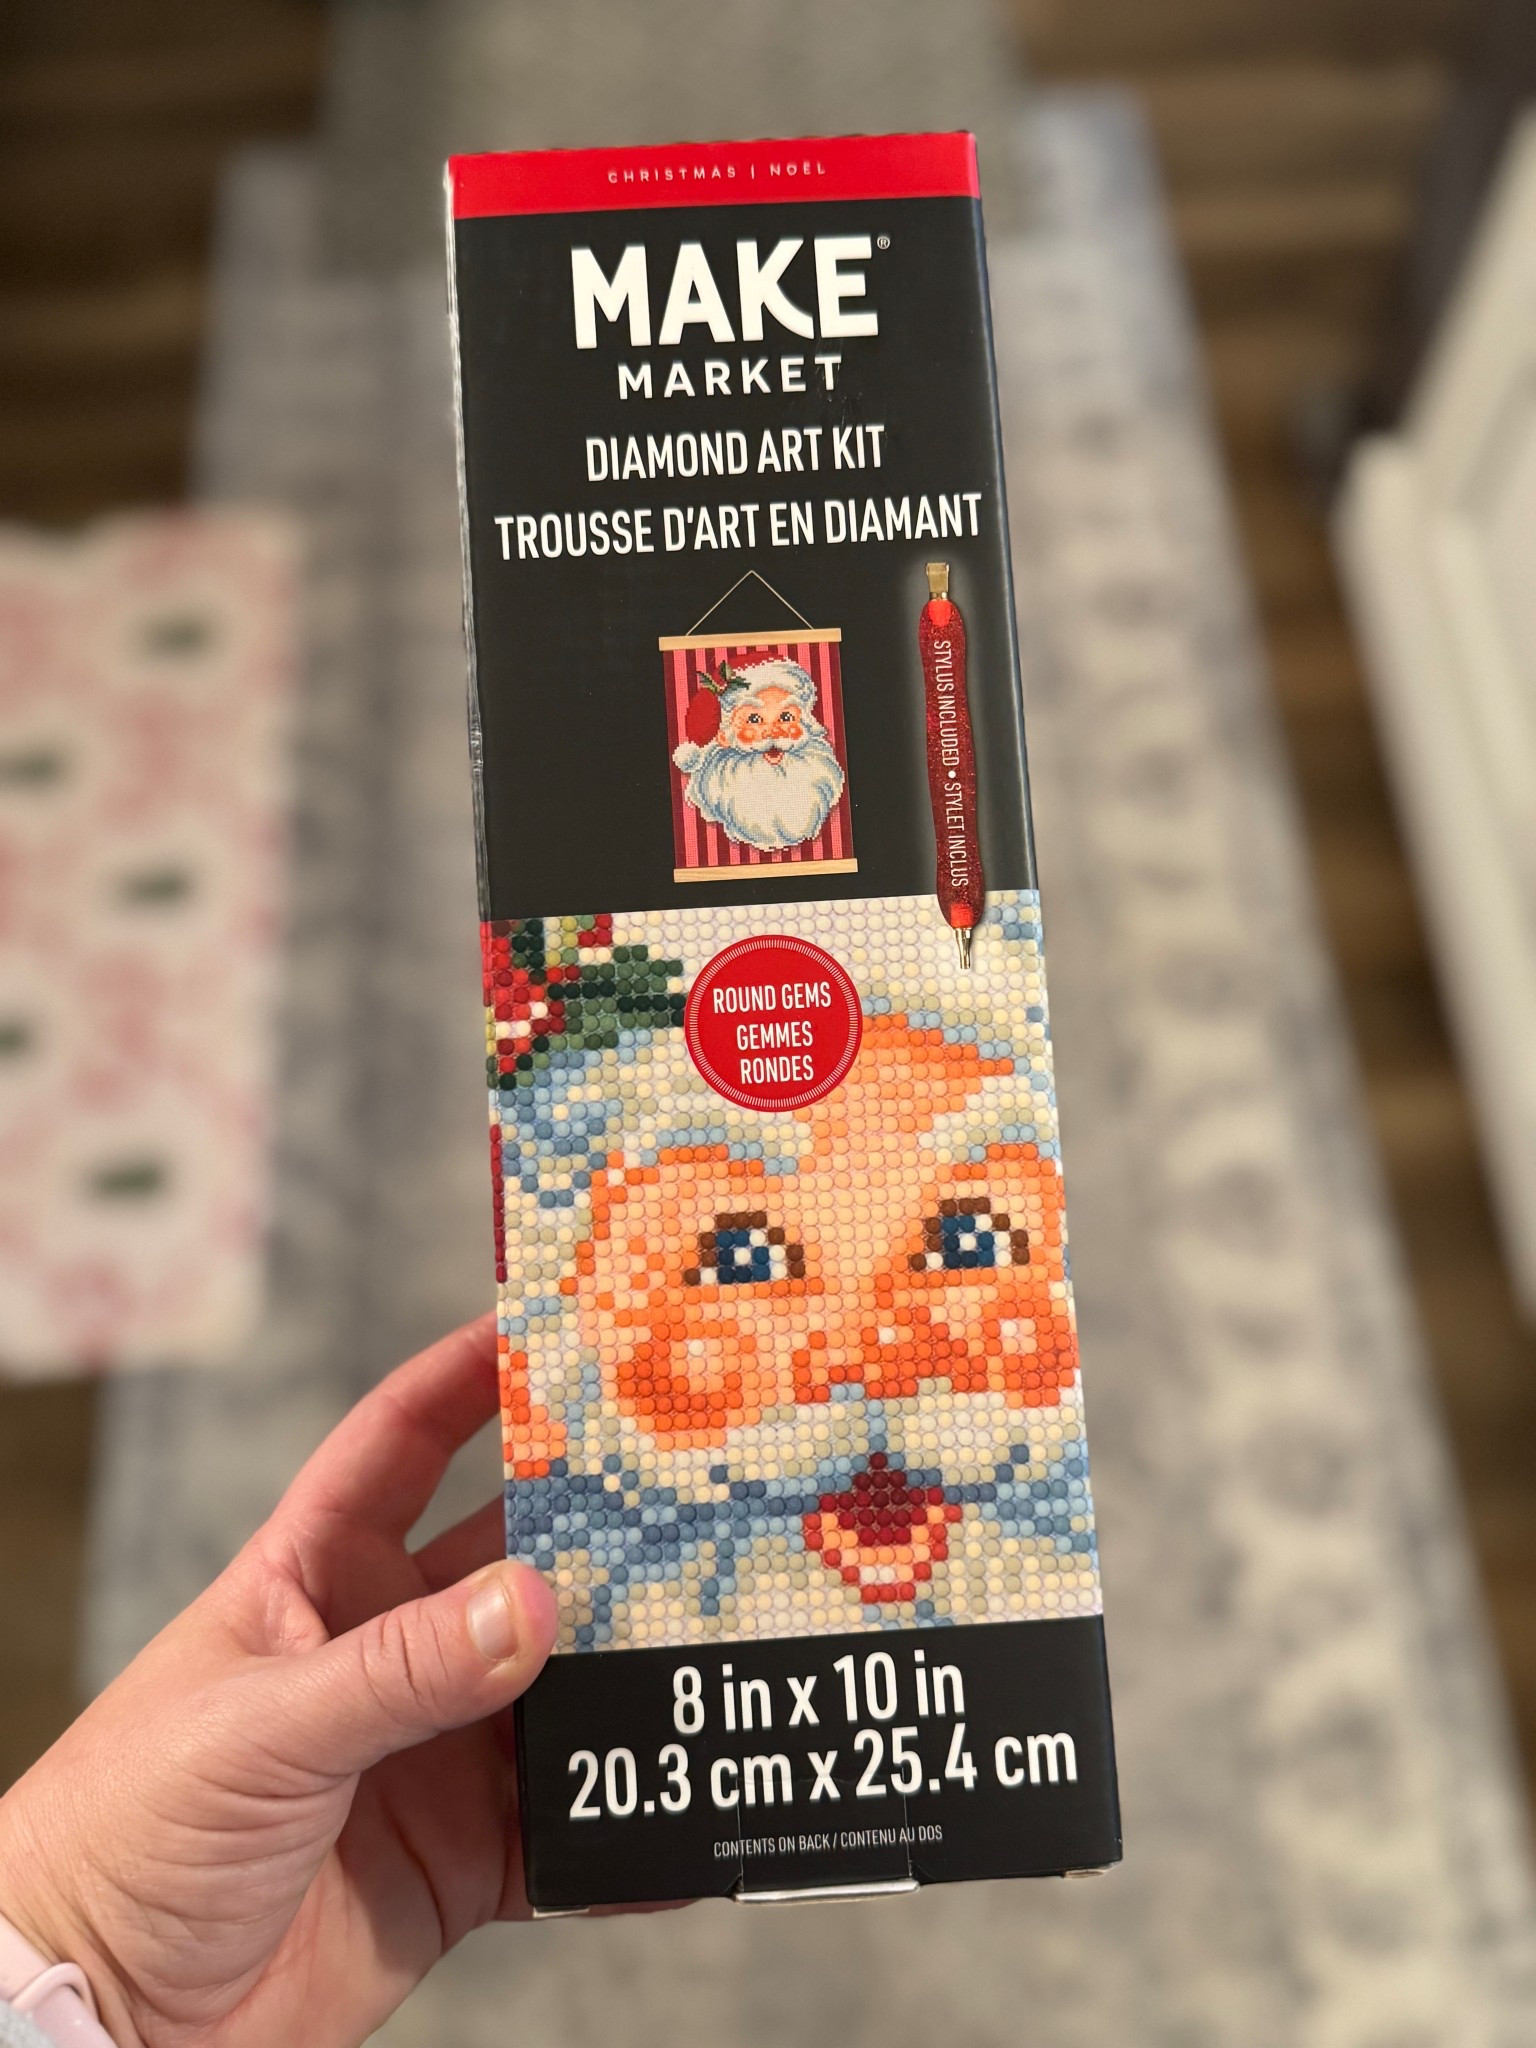 CHRISTMAS | NOËL
MAKE®
MARKET
DIAMOND ART KIT
TROUSSE D'ART EN DIAMANT
STYLUS INCLUDED • STYLET INCLUS
ROUND GEMS
GEMMES
RONDES
8 in x 10 in
20.3 cm x 25.4 cm
CONTENTS ON BACK / CONTENU AU DOS